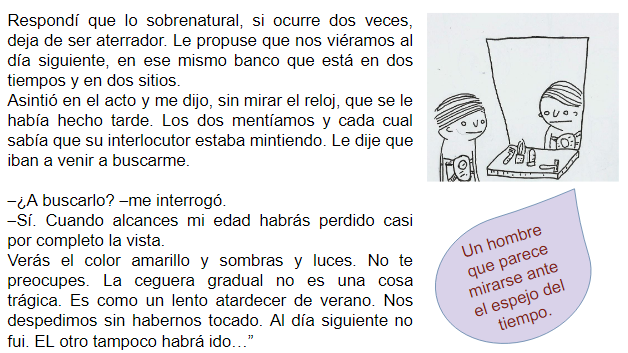 Respondí que lo sobrenatural, si ocurre dos veces,
deja de ser aterrador. Le propuse que nos viéramos al
día siguiente, en ese mismo banco que está en dos
tiempos y en dos sitios.
Asintió en el acto y me dijo, sin mirar el reloj, que se le
había hecho tarde. Los dos mentíamos y cada cual
sabía que su interlocutor estaba mintiendo. Le dije que
iban a venir a buscarme.
–¿A buscarlo? –me interrogó.
–Sí. Cuando alcances mi edad habrás perdido casi
por completo la vista.
Verás el color amarillo y sombras y luces. No te
preocupes. La ceguera gradual no es una cosa
trágica. Es como un lento atardecer de verano. Nos
despedimos sin habernos tocado. Al día siguiente no
fui. EL otro tampoco habrá ido…”
Un hombre
que parece
mirarse ante
el espejo del
tiempo.